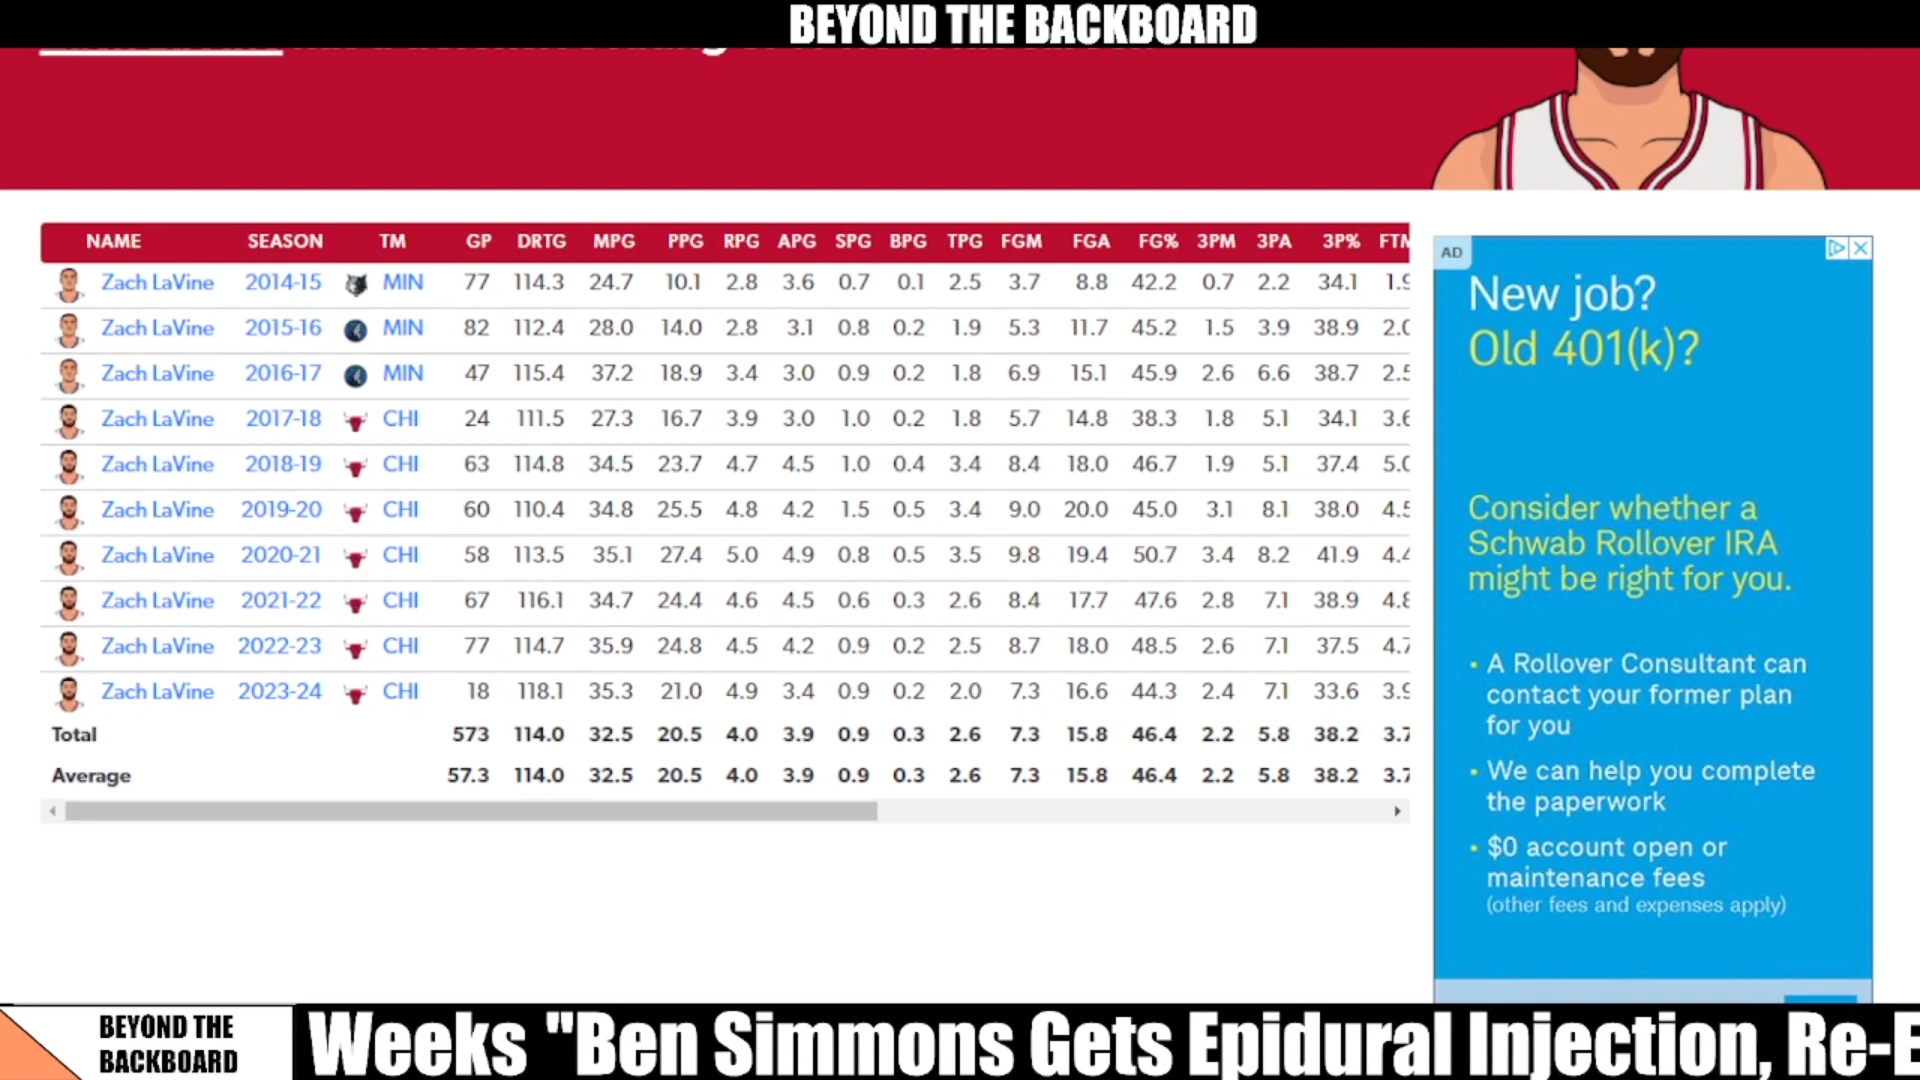 BEYOND THE BACKBOARD
NAME SEASON TM GP DRTG MPG PPG RPG APG SPG BPG TPG FGM FGA FG% 3PM 3PA 3P% FTM
Zach LaVine 2014-15 MIN 77 114.3 24.7 10.1 2.8 3.6 0.7 0.1 2.5 3.7 8.8 42.2 0.7 2.2 34.1 1.9
Zach LaVine 2015-16 MIN 82 112.4 28.0 14.0 2.8 3.1 0.8 0.2 1.9 5.3 11.7 45.2 1.5 3.9 38.9 2.0
Zach LaVine 2016-17 MIN 47 115.4 37.2 18.9 3.4 3.0 0.9 0.2 1.8 6.9 15.1 45.9 2.6 6.6 38.7 2.5
Zach LaVine 2017-18 CHI 24 111.5 27.3 16.7 3.9 3.0 1.0 0.2 1.8 5.7 14.8 38.3 1.8 5.1 34.1 3.6
Zach LaVine 2018-19 CHI 63 114.8 34.5 23.7 4.7 4.5 1.0 0.4 3.4 8.4 18.0 46.7 1.9 5.1 37.4 5.0
Zach LaVine 2019-20 CHI 60 110.4 34.8 25.5 4.8 4.2 1.5 0.5 3.4 9.0 20.0 45.0 3.1 8.1 38.0 4.5
Zach LaVine 2020-21 CHI 58 113.5 35.1 27.4 5.0 4.9 0.8 0.5 3.5 9.8 19.4 50.7 3.4 8.2 41.9 4.4
Zach LaVine 2021-22 CHI 67 116.1 34.7 24.4 4.6 4.5 0.6 0.3 2.6 8.4 17.7 47.6 2.8 7.1 38.9 4.8
Zach LaVine 2022-23 CHI 77 114.7 35.9 24.8 4.5 4.2 0.9 0.2 2.5 8.7 18.0 48.5 2.6 7.1 37.5 4.7
Zach LaVine 2023-24 CHI 18 118.1 35.3 21.0 4.9 3.4 0.9 0.2 2.0 7.3 16.6 44.3 2.4 7.1 33.6 3.9
Total 573 114.0 32.5 20.5 4.0 3.9 0.9 0.3 2.6 7.3 15.8 46.4 2.2 5.8 38.2 3.7
Average 57.3 114.0 32.5 20.5 4.0 3.9 0.9 0.3 2.6 7.3 15.8 46.4 2.2 5.8 38.2 3.7
AD
New job?
Old 401(k)?
Consider whether a
Schwab Rollover IRA
might be right for you.
• A Rollover Consultant can
contact your former plan
for you
• We can help you complete
the paperwork
• $0 account open or
maintenance fees
(other fees and expenses apply)
BEYOND THE
BACKBOARD
Weeks "Ben Simmons Gets Epidural Injection, Re-E